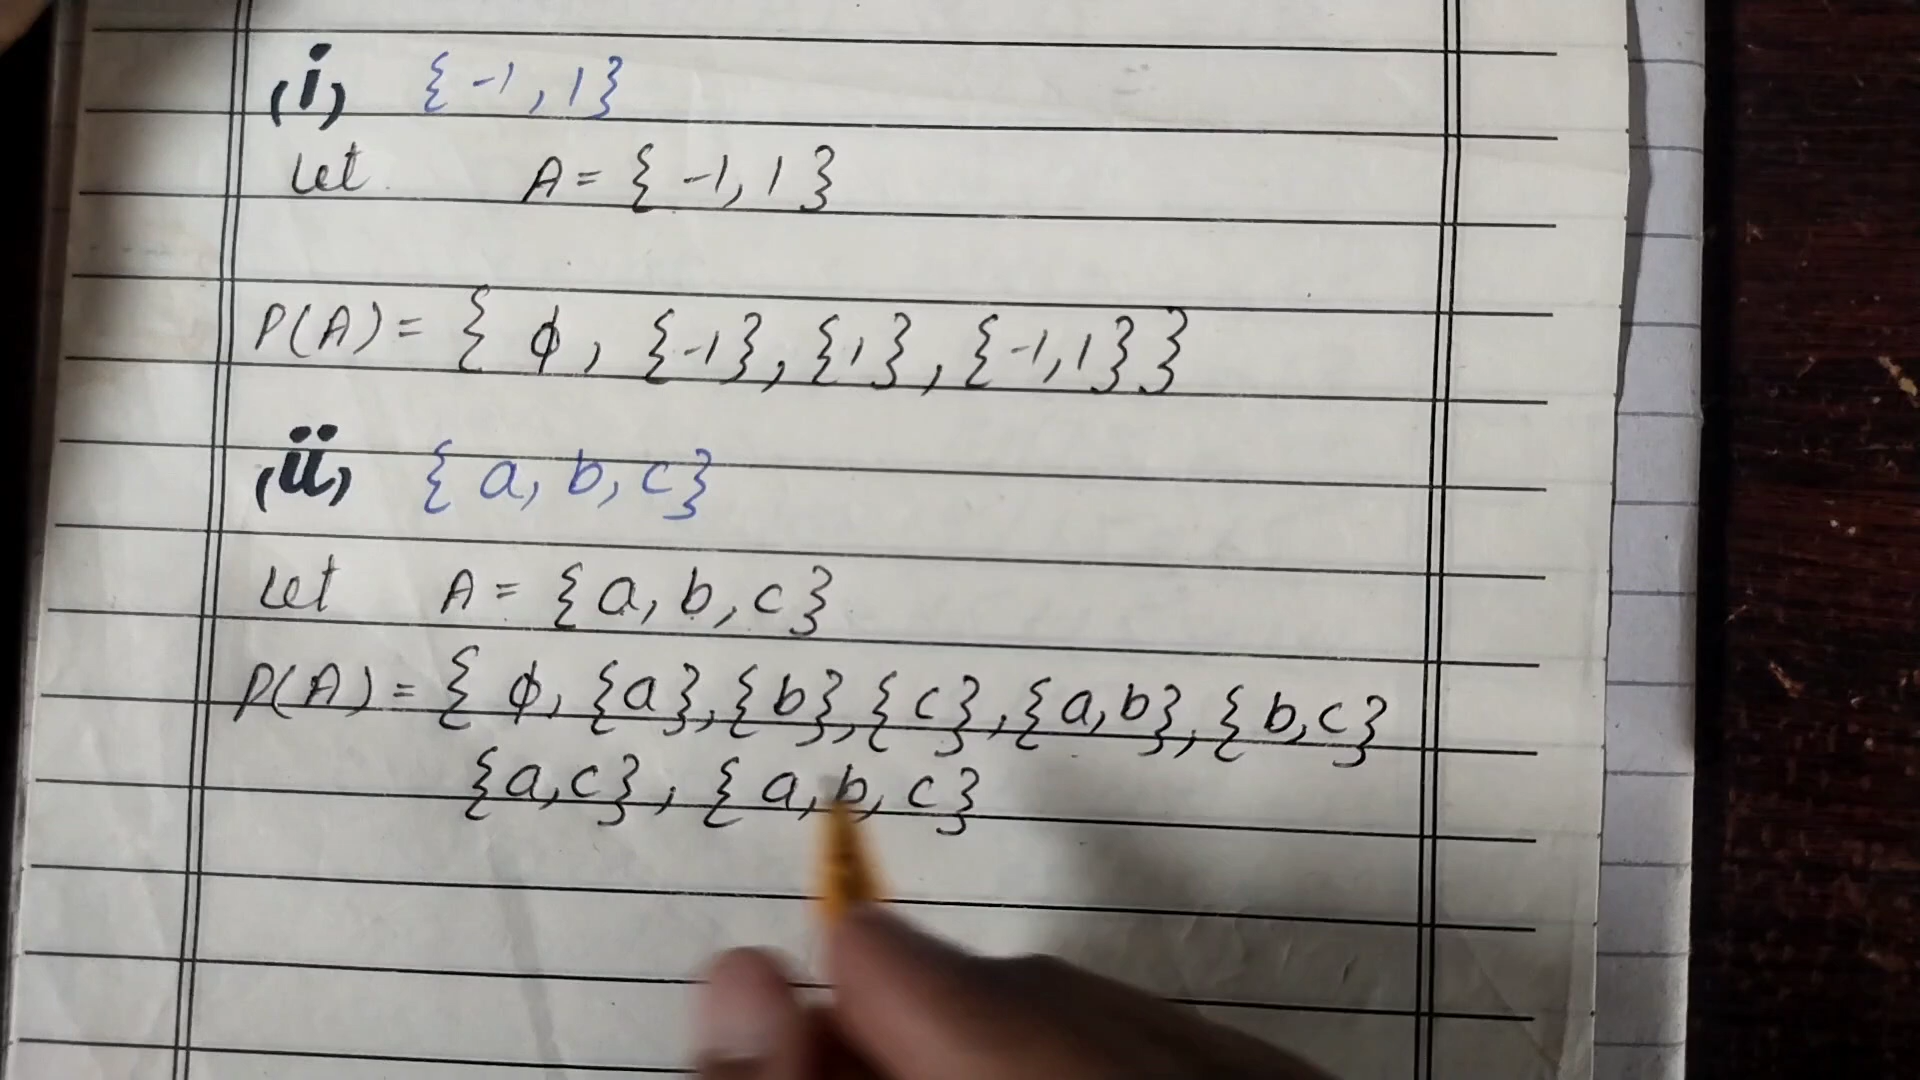 (i) {-1, 1}
Let A = {-1, 1}
P(A) = { ϕ, {-1}, {1}, {-1, 1}}
(ii) {a, b, c}
Let A = {a, b, c}
P(A) = { ϕ, {a}, {b}, {c}, {a, b}, {b, c}
{a, c}, {a, b, c}